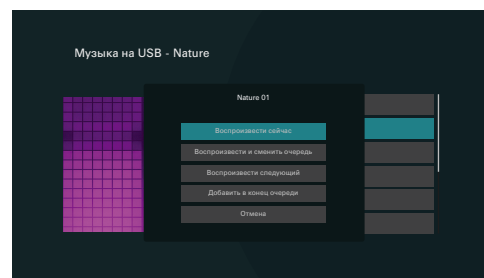 Музыка на USB - Nature
Nature 01
Воспроизвести сейчас
Воспроизвести и сменить очередь
Воспроизвести следующий
Добавить в конец очереди
Отмена